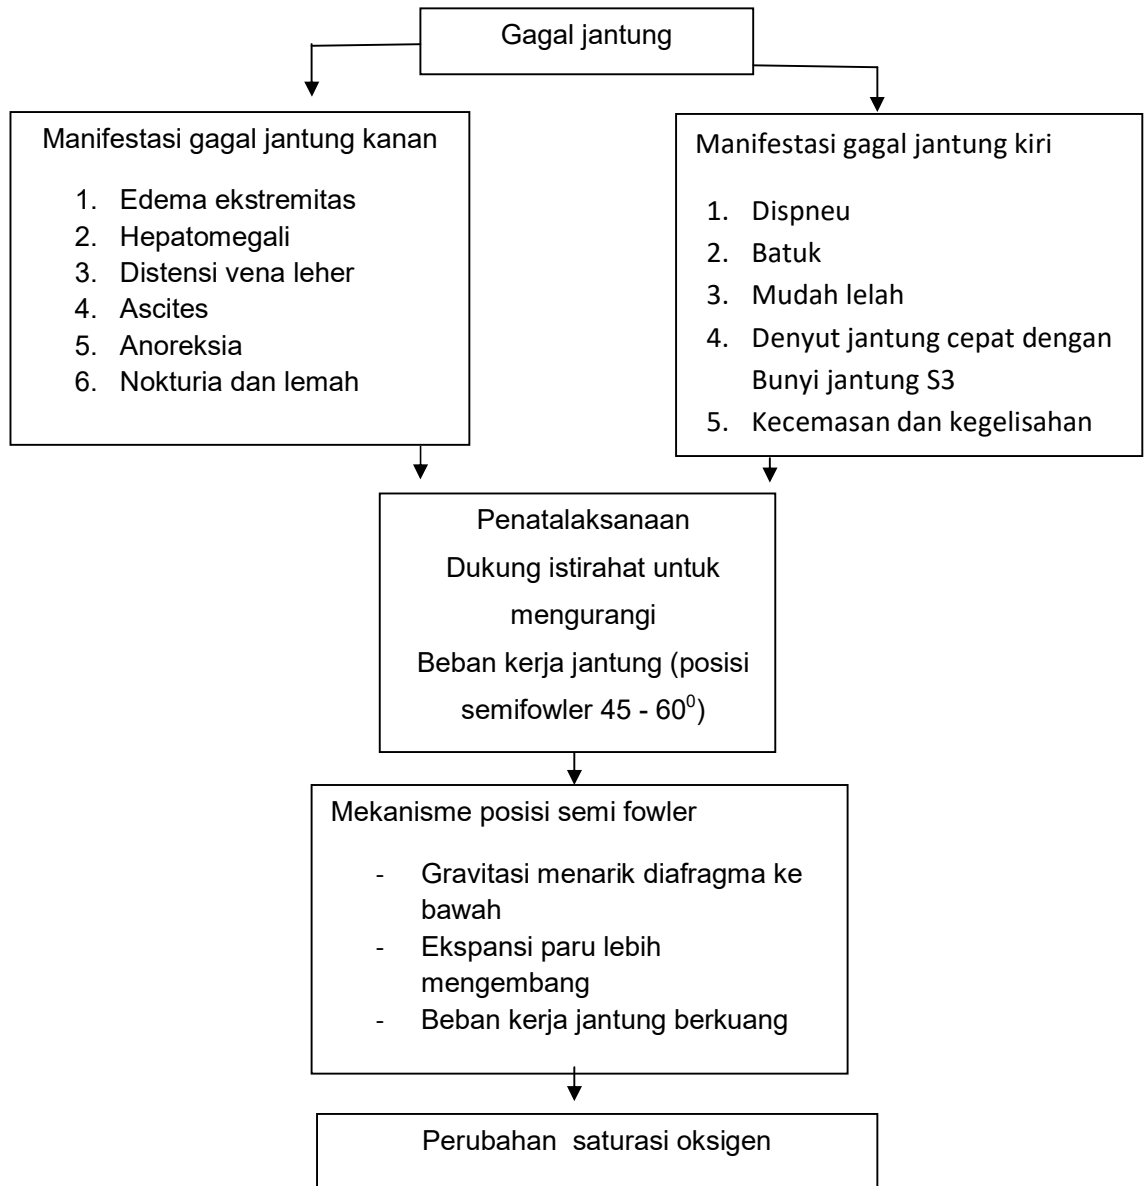 Gagal jantung
Manifestasi gagal jantung kanan
1. Edema ekstremitas
2. Hepatomegali
3. Distensi vena leher
4. Ascites
5. Anoreksia
6. Nokturia dan lemah
Manifestasi gagal jantung kiri
1. Dispneu
2. Batuk
3. Mudah lelah
4. Denyut jantung cepat dengan
Bunyi jantung S3
5. Kecemasan dan kegelisahan
Penatalaksanaan
Dukung istirahat untuk
mengurangi
Beban kerja jantung (posisi
semifowler 45 - 60⁰)
Mekanisme posisi semi fowler
- Gravitasi menarik diafragma ke
bawah
- Ekspansi paru lebih
mengembang
- Beban kerja jantung berkuang
Perubahan saturasi oksigen